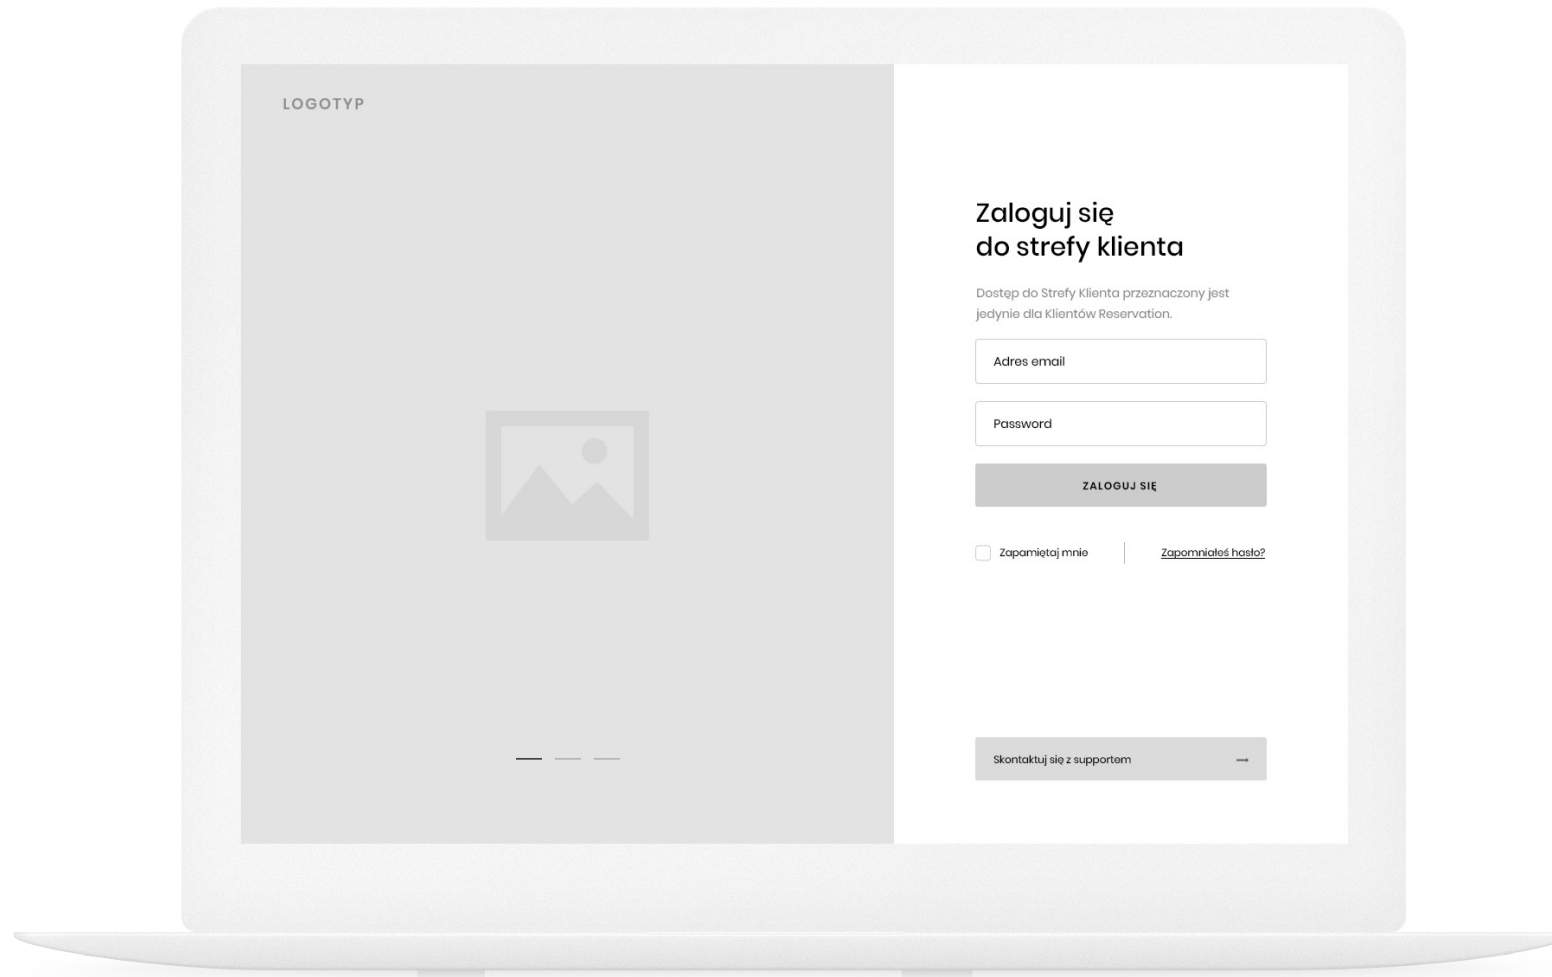 LOGOTYP
Zaloguj się
do strefy klienta
Dostęp do Strefy Klienta przeznaczony jest
jedynie dla Klientów Reservation.
Adres email
Password
ZALOGUJ SIĘ
Zapamiętaj mnie
Zapomniałeś hasło?
Skontaktuj się z supportem